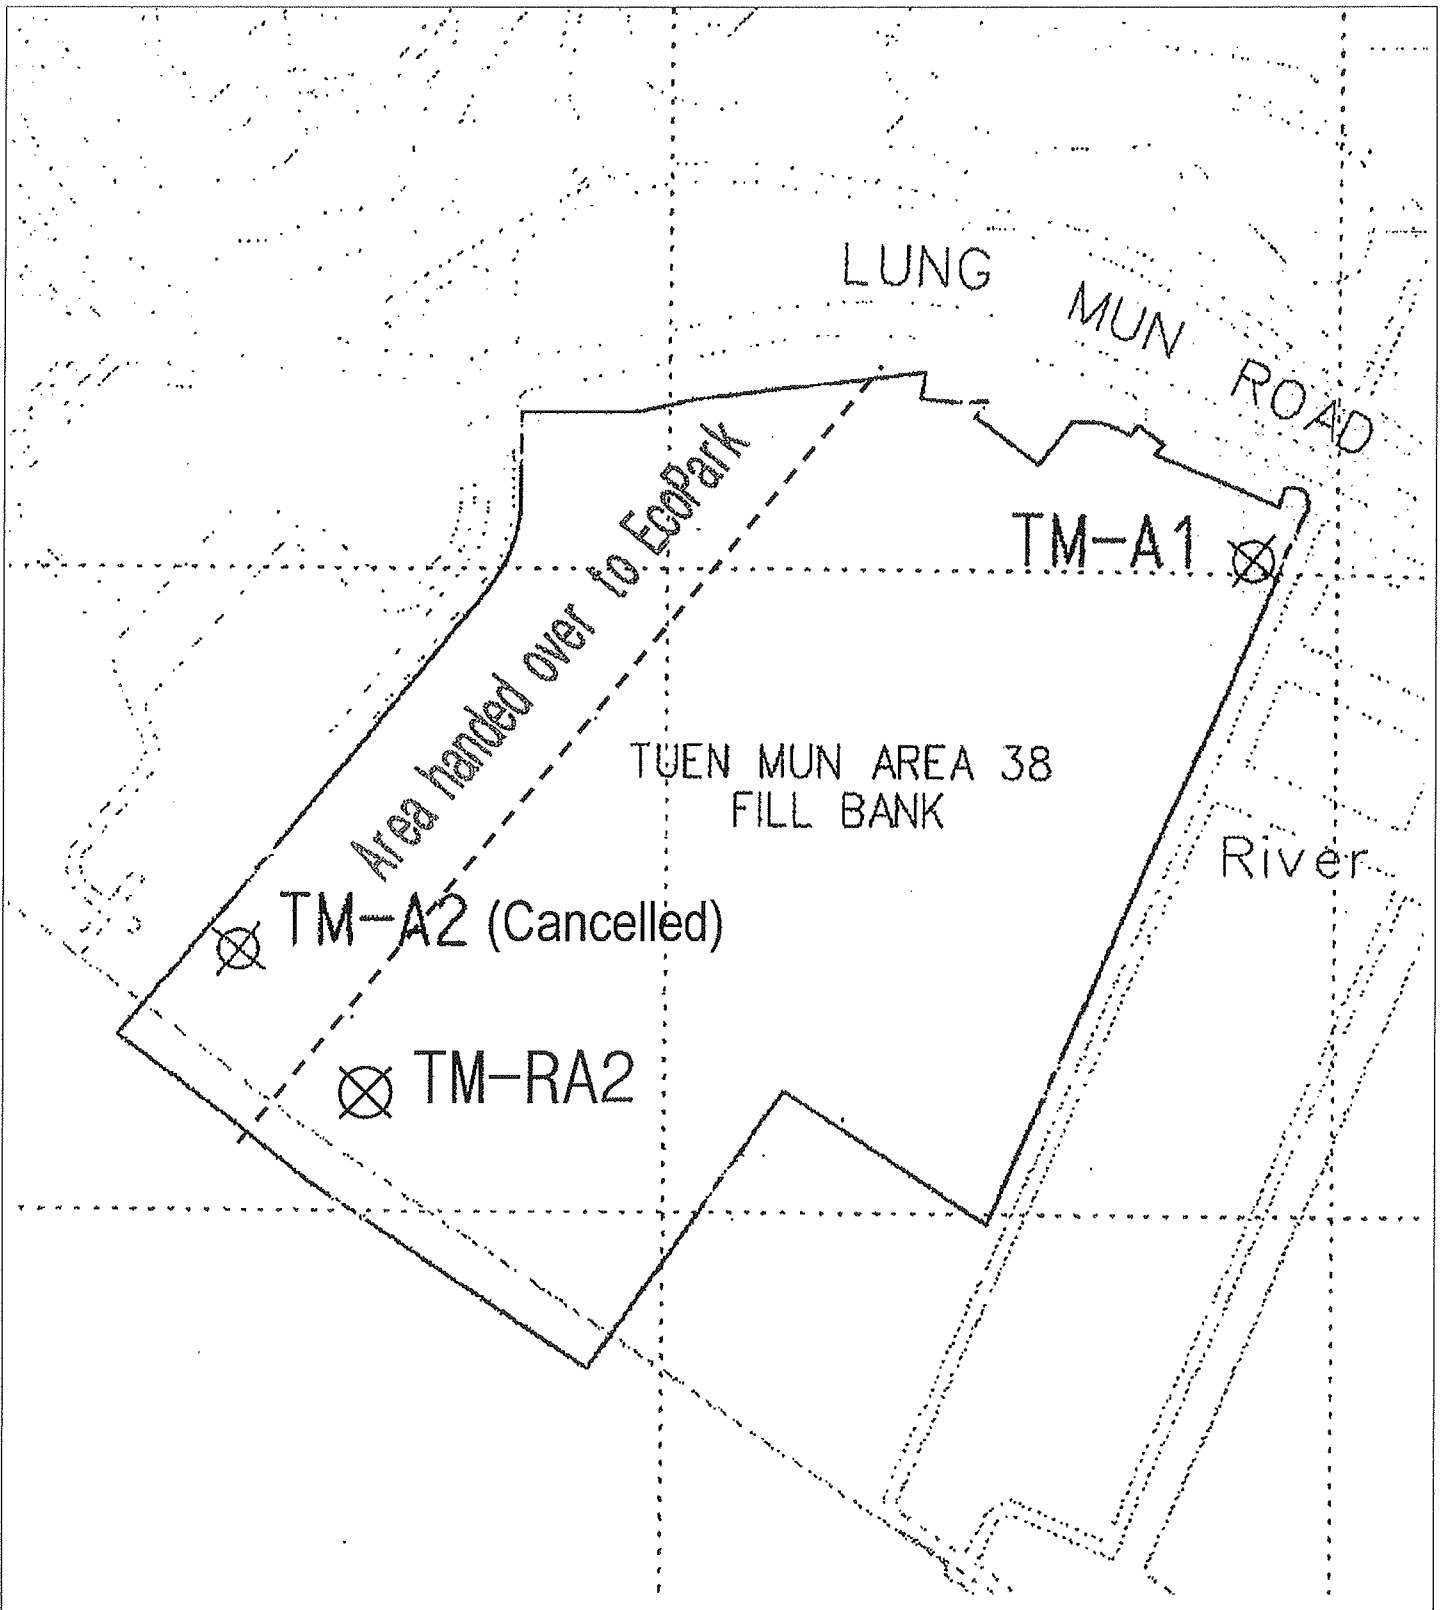 LUNG
MUN
ROAD
TM-A1
Area handed over to EcoPark
TUEN MUN AREA 38
FILL BANK
River
TM-A2 (Cancelled)
TM-RA2